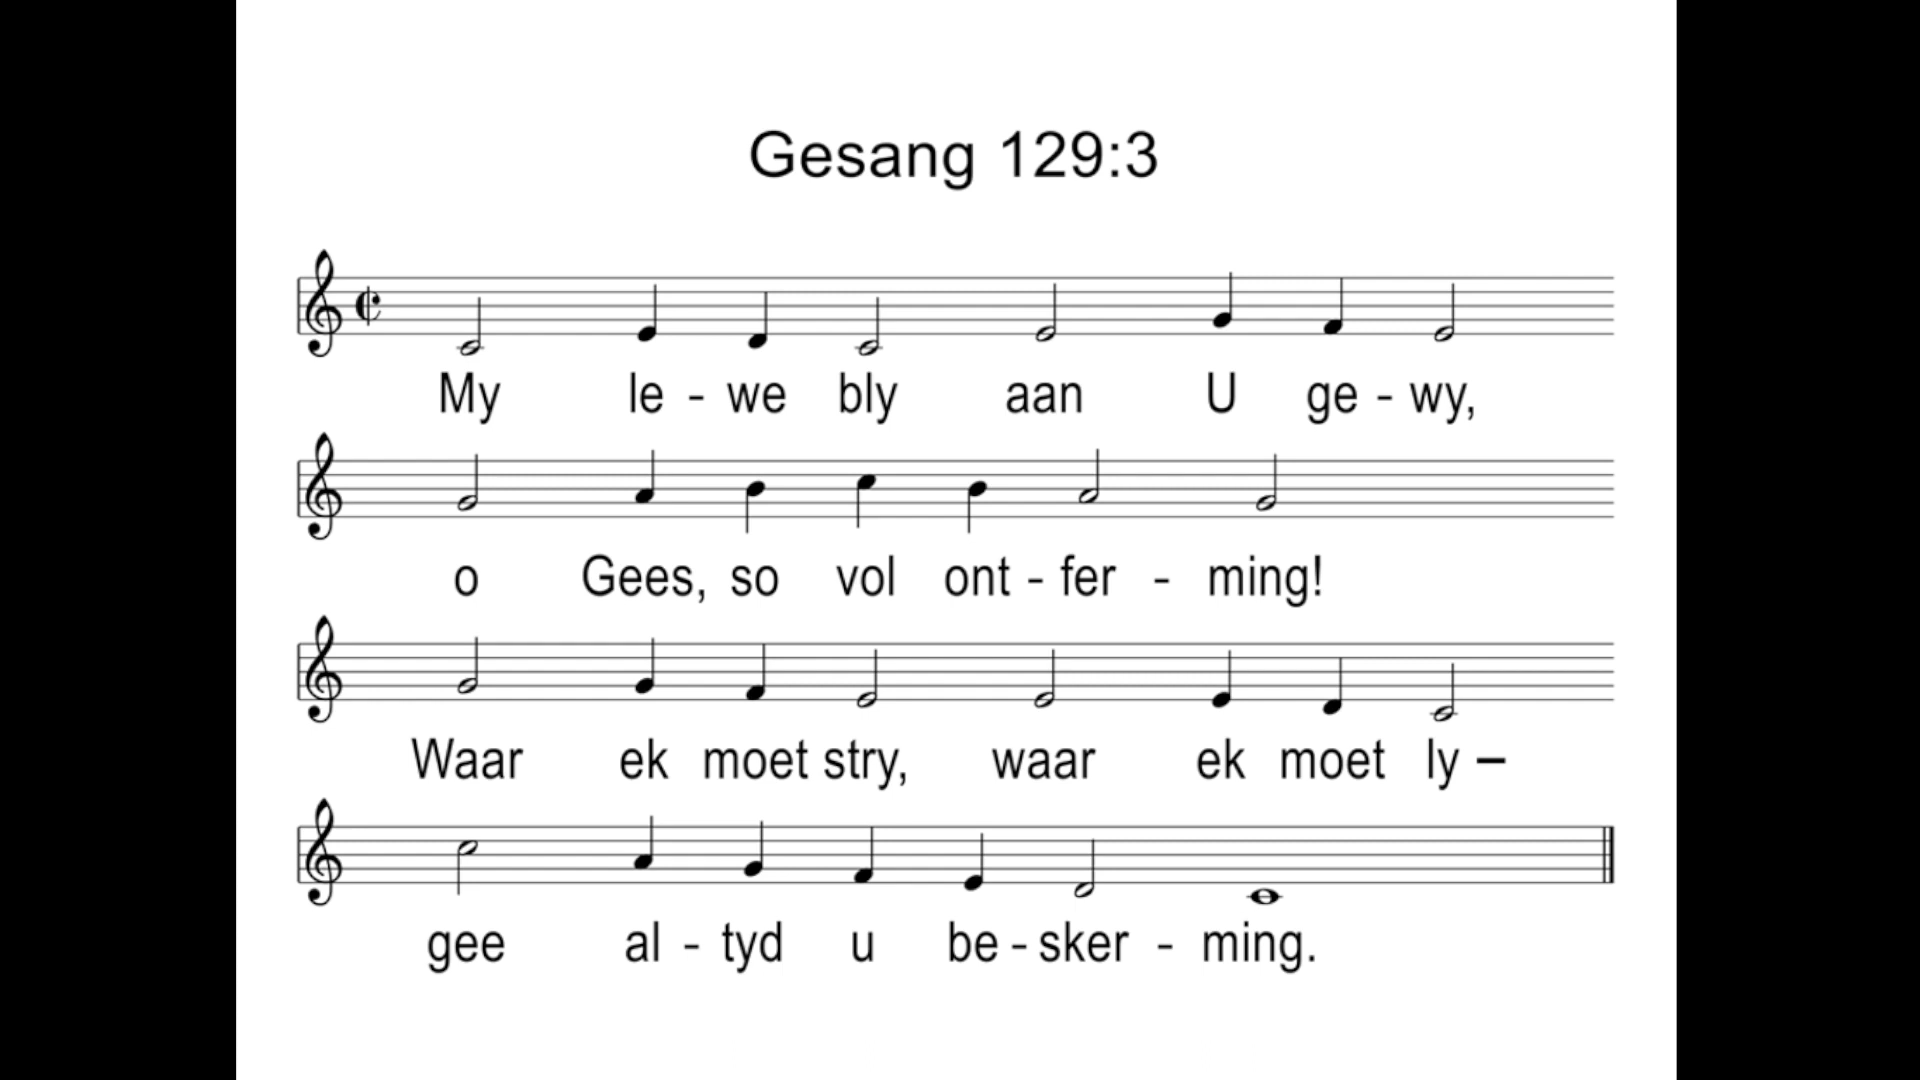 Gesang 129:3
My le - we bly aan U ge - wy,
o Gees, so vol ont - fer - ming!
Waar ek moet stry, waar ek moet ly –
gee al - tyd u be - sker - ming.